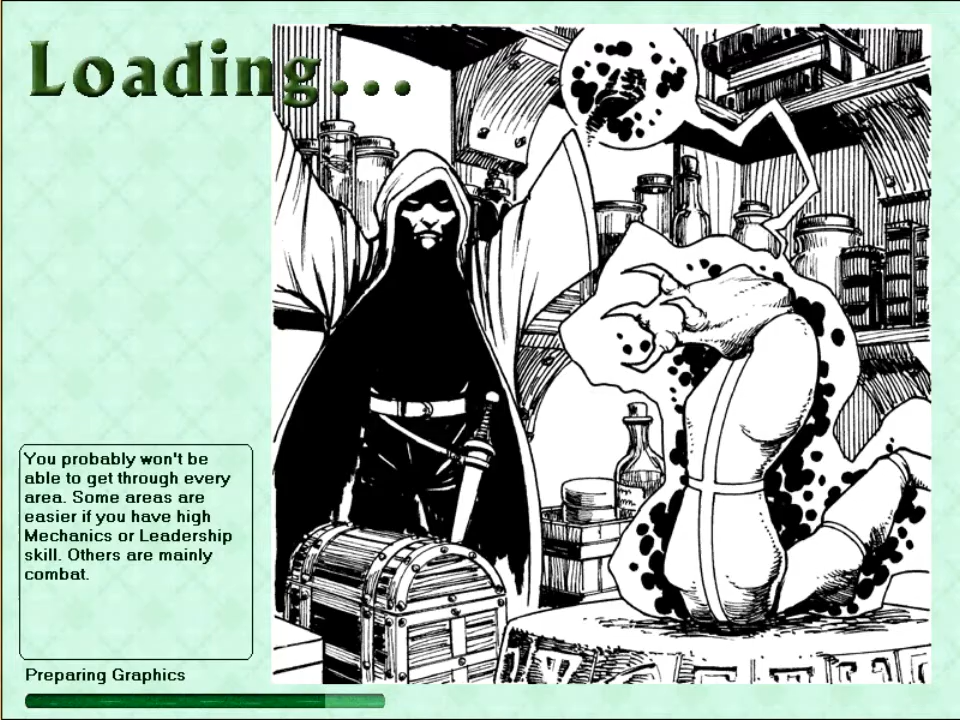 Loading...
You probably won't be
able to get through every
area. Some areas are
easier if you have high
Mechanics or Leadership
skill. Others are mainly
combat.
Preparing Graphics